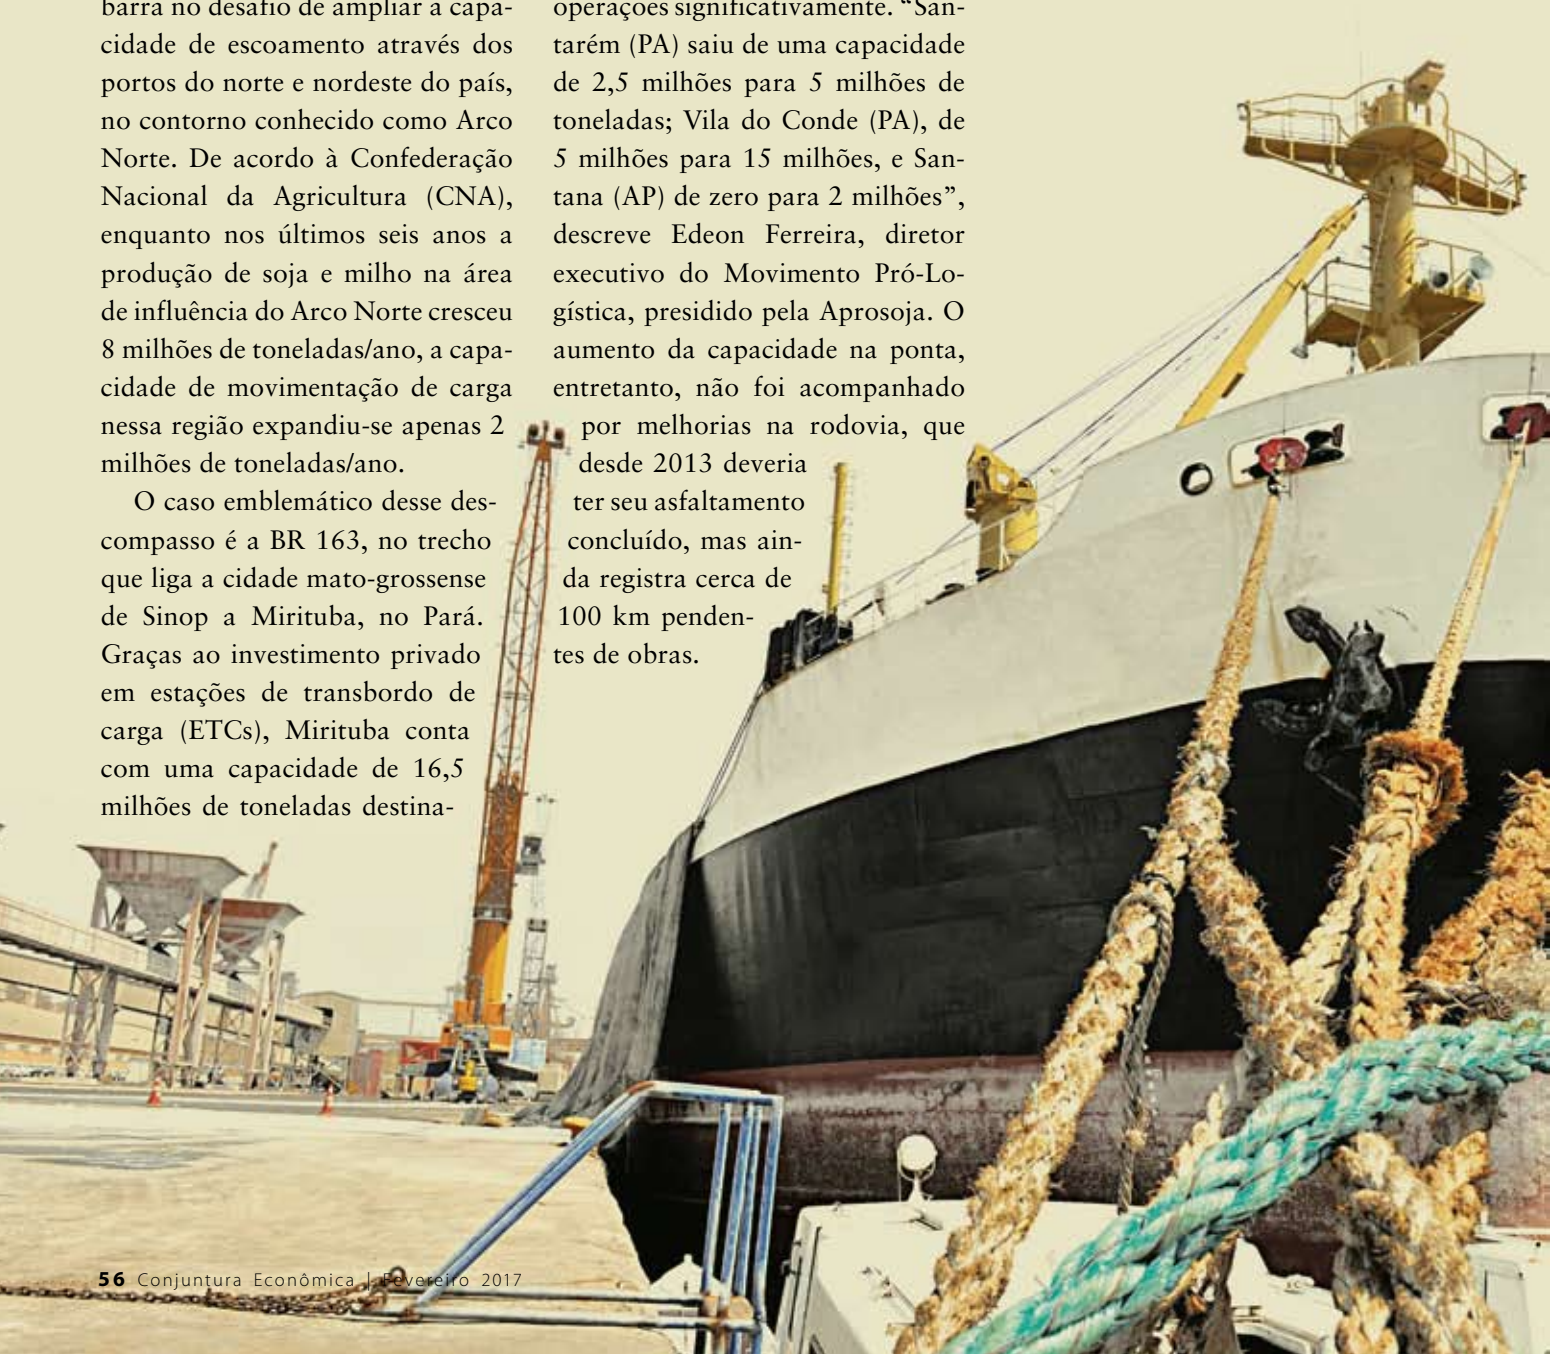 barra no desafio de ampliar a capa-
cidade de escoamento através dos
portos do norte e nordeste do país,
no contorno conhecido como Arco
Norte. De acordo à Confederação
Nacional da Agricultura (CNA),
enquanto nos últimos seis anos a
produção de soja e milho na área
de influência do Arco Norte cresceu
8 milhões de toneladas/ano, a capa-
cidade de movimentação de carga
nessa região expandiu-se apenas 2
milhões de toneladas/ano.
O caso emblemático desse des-
compasso é a BR 163, no trecho
que liga a cidade mato-grossense
de Sinop a Mirituba, no Pará.
Graças ao investimento privado
em estações de transbordo de
carga (ETCs), Mirituba conta
com uma capacidade de 16,5
milhões de toneladas destina-
operações significativamente. “San-
tarém (PA) saiu de uma capacidade
de 2,5 milhões para 5 milhões de
toneladas; Vila do Conde (PA), de
5 milhões para 15 milhões, e San-
tana (AP) de zero para 2 milhões”,
descreve Edeon Ferreira, diretor
executivo do Movimento Pró-Lo-
gística, presidido pela Aprosoja. O
aumento da capacidade na ponta,
entretanto, não foi acompanhado
por melhorias na rodovia, que
desde 2013 deveria
ter seu asfaltamento
concluído, mas ain-
da registra cerca de
100 km penden-
tes de obras.
56 Conjuntura Econômica | Fevereiro 2017